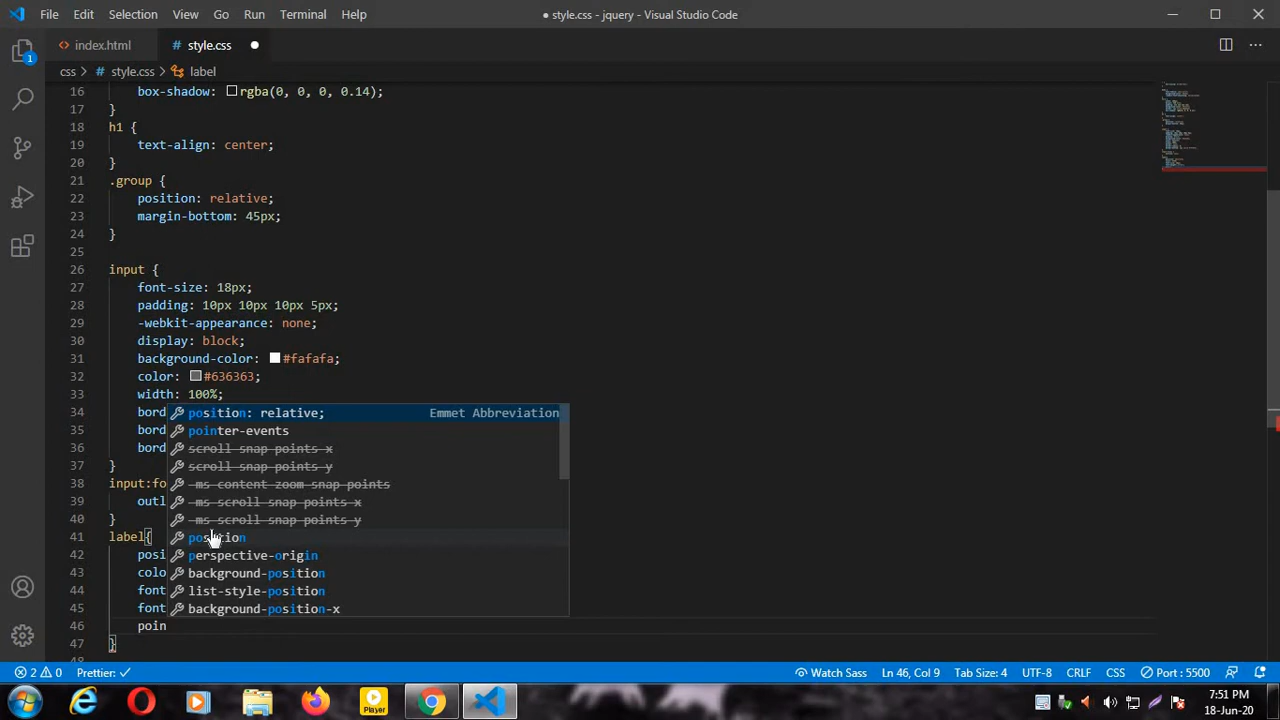 File Edit Selection View Go Run Terminal Help ● style.css - jquery - Visual Studio Code
<> index.html # style.css ●
css > # style.css > label
16 box-shadow: rgba(0, 0, 0, 0.14);
17 }
18 h1 {
19 text-align: center;
20 }
21 .group {
22 position: relative;
23 margin-bottom: 45px;
24 }
25
26 input {
27 font-size: 18px;
28 padding: 10px 10px 10px 5px;
29 -webkit-appearance: none;
30 display: block;
31 background-color: #fafafa;
32 color: #636363;
33 width: 100%;
34 bord position: relative; Emmet Abbreviation
35 bord pointer-events
36 bord scroll-snap-points-x
37 } scroll-snap-points-y
38 input:fo -ms-content-zoom-snap-points
39 outl -ms-scroll-snap-points-x
40 } -ms-scroll-snap-points-y
41 label{ position
42 posi perspective-origin
43 colo background-position
44 font list-style-position
45 font background-position-x
46 poin
47 }
48
1
2 0 Prettier: ✓ Watch Sass Ln 46, Col 9 Tab Size: 4 UTF-8 CRLF CSS Port : 5500
Player
7:51 PM
18-Jun-20